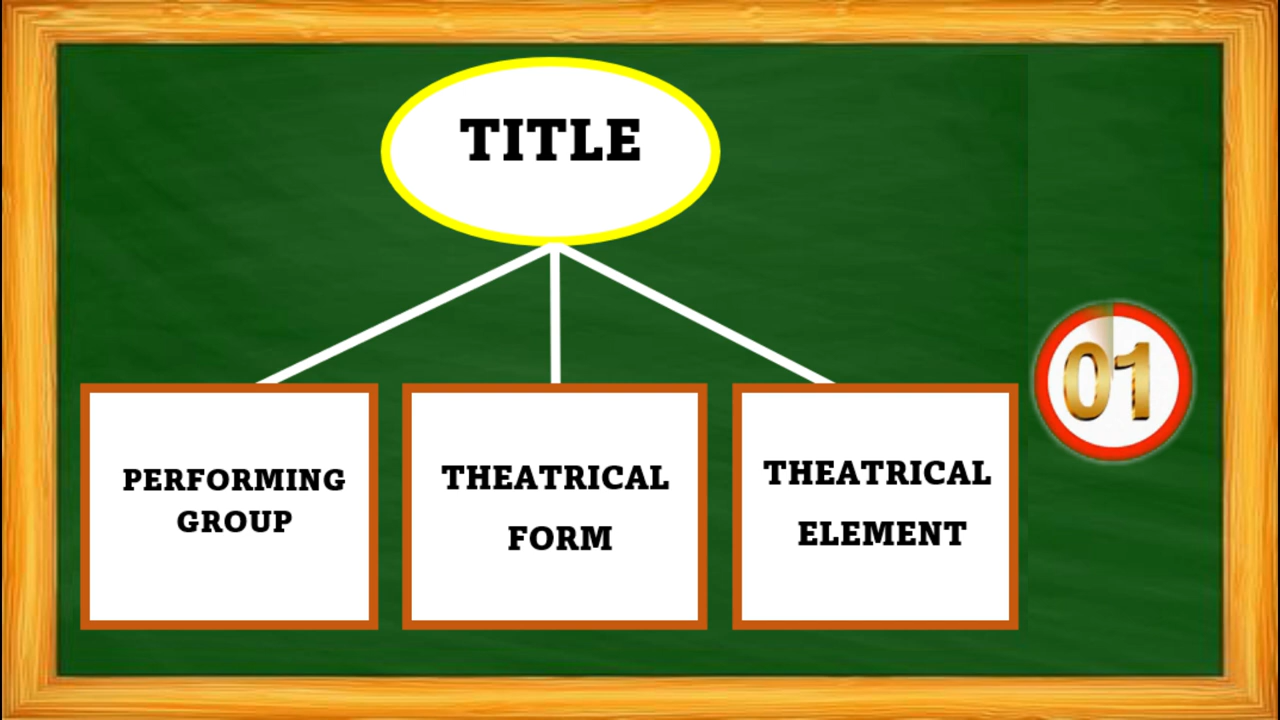 TITLE
PERFORMING
GROUP
THEATRICAL
FORM
THEATRICAL
ELEMENT
01